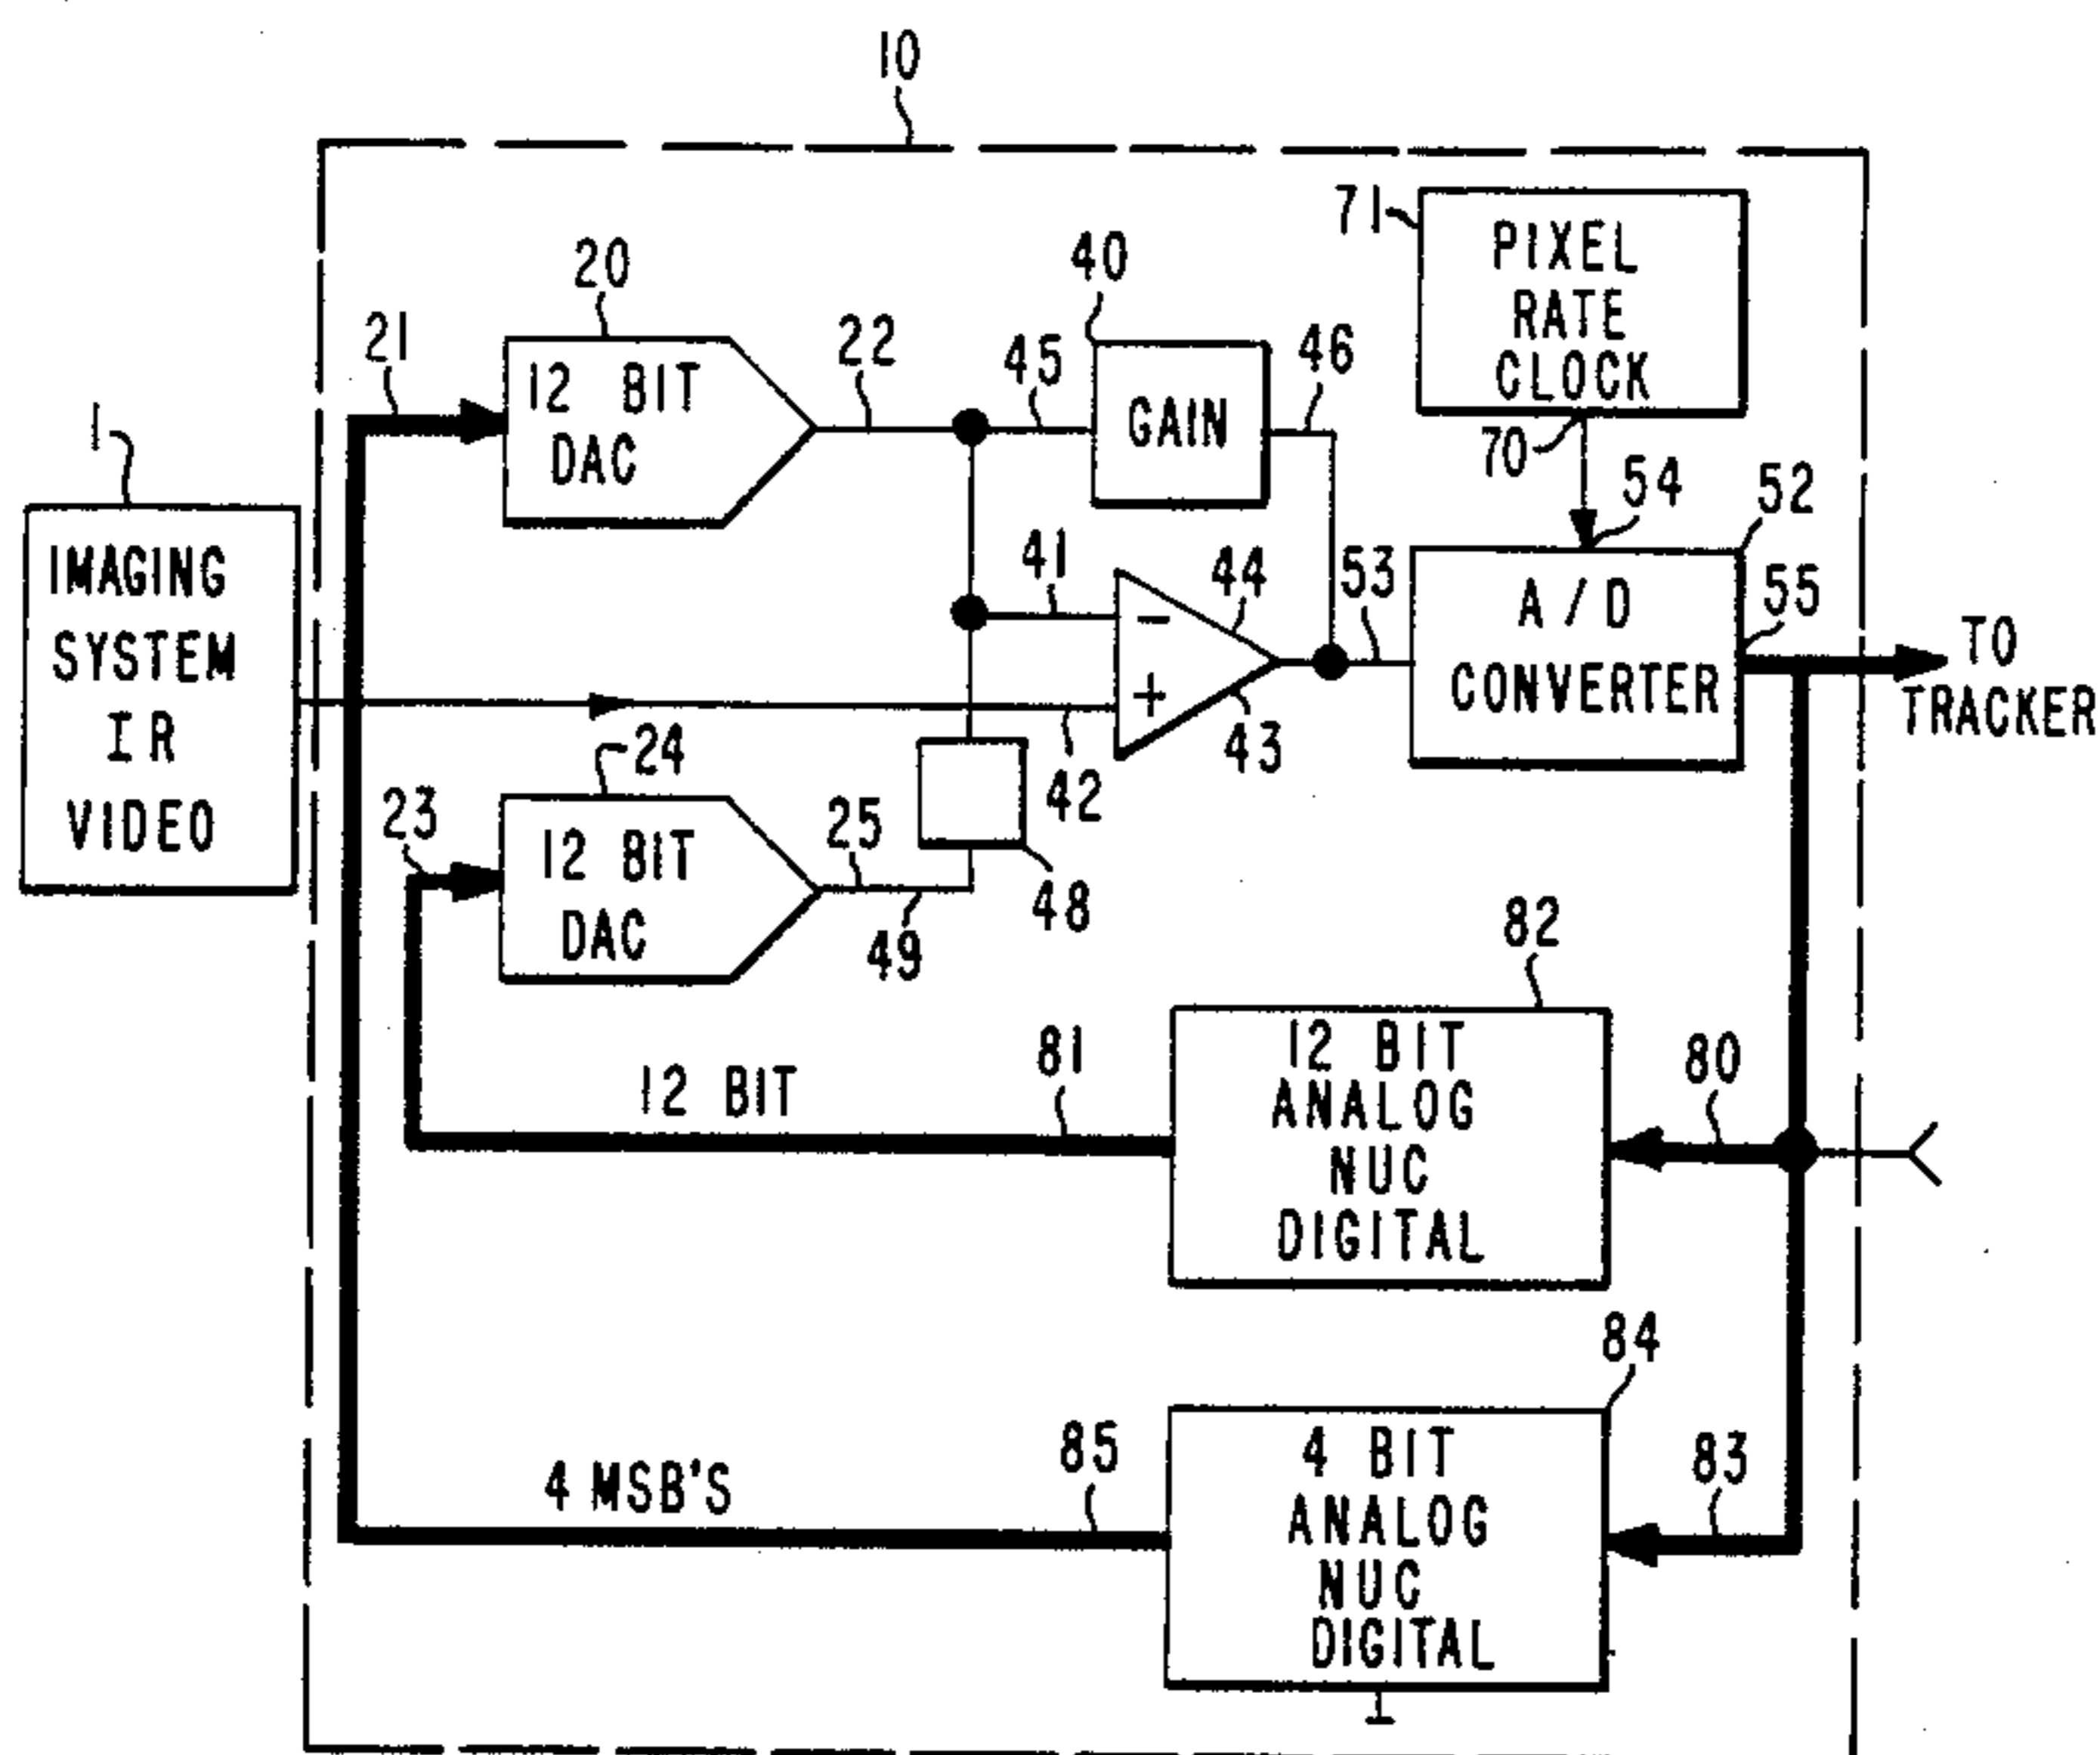 10
71
PIXEL
RATE
CLOCK
70
20
21
12 BIT
DAC
22
45
40
GAIN
46
1
IMAGING
SYSTEM
IR
VIDEO
54
52
A/D
CONVERTER
55
TO
TRACKER
41
44
-
+
43
53
42
24
23
12 BIT
DAC
25
49
48
82
12 BIT
ANALOG
NUC
DIGITAL
81
12 BIT
80
84
4 BIT
ANALOG
NUC
DIGITAL
85
4 MSB'S
83